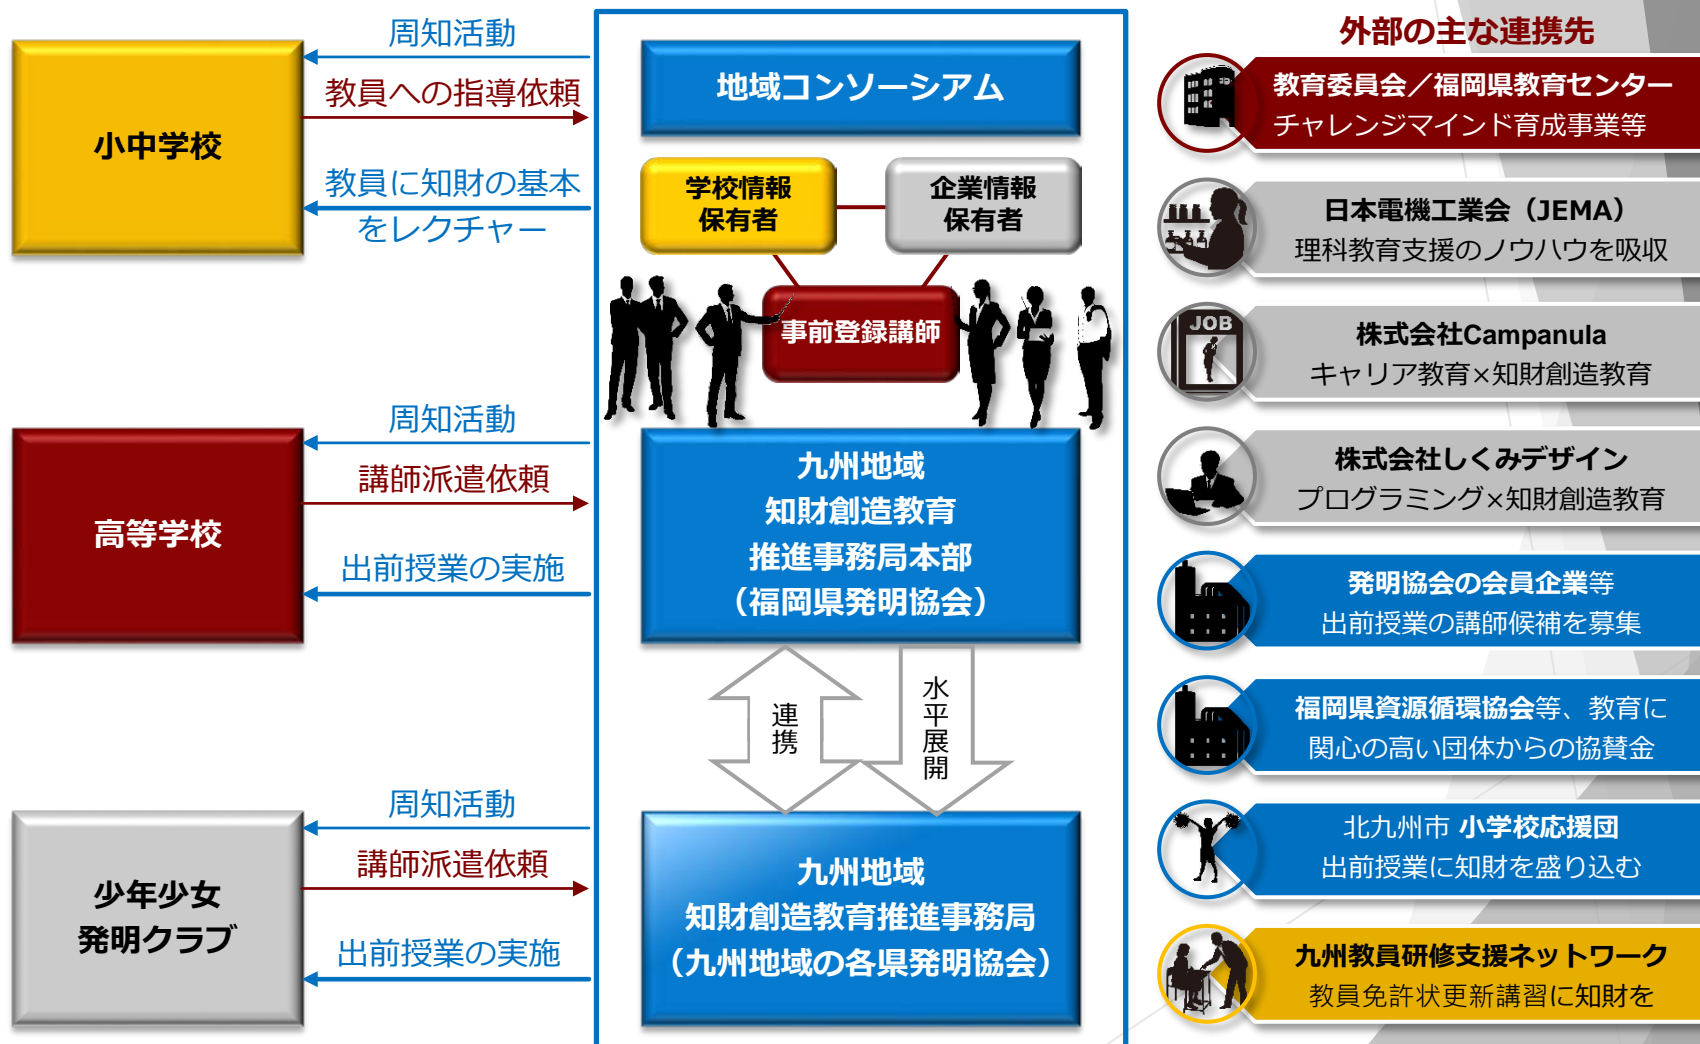 小中学校
周知活動
教員への指導依頼
教員に知財の基本
をレクチャー
高等学校
周知活動
講師派遣依頼
出前授業の実施
少年少女
発明クラブ
周知活動
講師派遣依頼
出前授業の実施
地域コンソーシアム
学校情報
保有者
企業情報
保有者
事前登録講師
九州地域
知財創造教育
推進事務局本部
（福岡県発明協会）
連携
水平展開
九州地域
知財創造教育推進事務局
（九州地域の各県発明協会）
外部の主な連携先
教育委員会／福岡県教育センター
チャレンジマインド育成事業等
日本電機工業会（JEMA）
理科教育支援のノウハウを吸収
JOB
株式会社Campanula
キャリア教育×知財創造教育
株式会社しくみデザイン
プログラミング×知財創造教育
発明協会の会員企業等
出前授業の講師候補を募集
福岡県資源循環協会等、教育に
関心の高い団体からの協賛金
北九州市 小学校応援団
出前授業に知財を盛り込む
九州教員研修支援ネットワーク
教員免許状更新講習に知財を